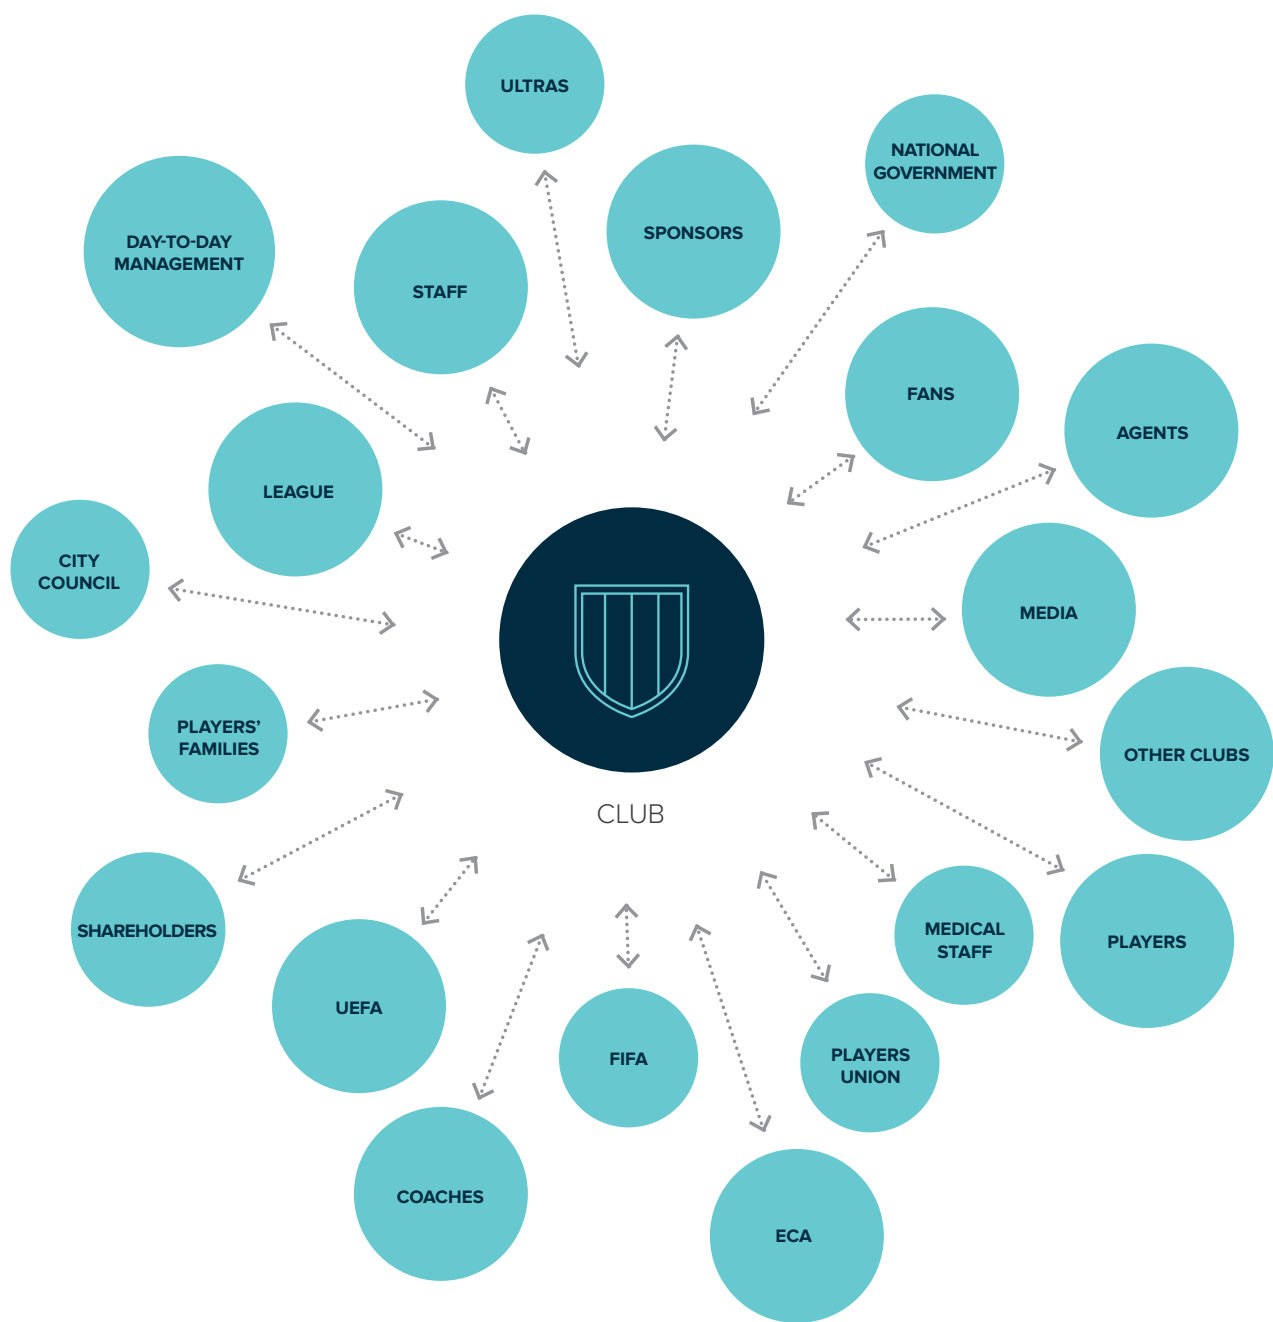 ULTRAS
NATIONAL
GOVERNMENT
SPONSORS
DAY-TO-DAY
MANAGEMENT
STAFF
FANS
AGENTS
LEAGUE
CITY
COUNCIL
MEDIA
PLAYERS’
FAMILIES
OTHER CLUBS
CLUB
SHAREHOLDERS
MEDICAL
STAFF
PLAYERS
UEFA
FIFA
PLAYERS
UNION
COACHES
ECA